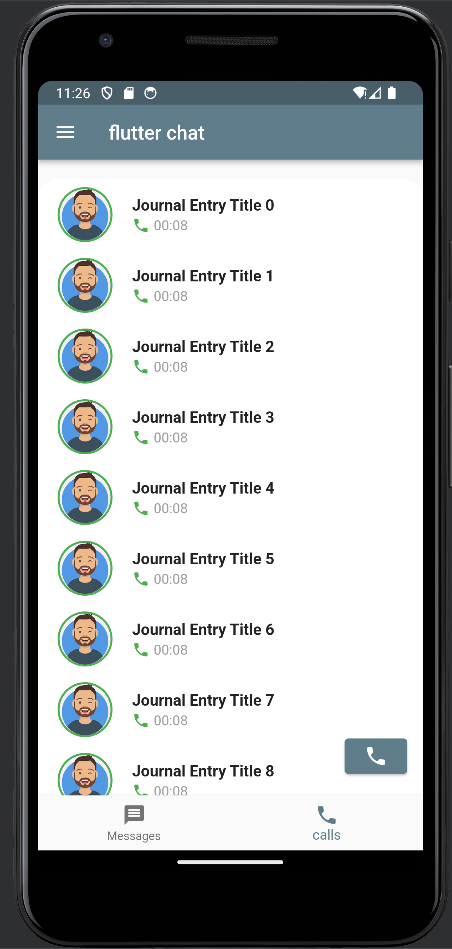 11:26
flutter chat
Journal Entry Title 0
00:08
Journal Entry Title 1
00:08
Journal Entry Title 2
00:08
Journal Entry Title 3
00:08
Journal Entry Title 4
00:08
Journal Entry Title 5
00:08
Journal Entry Title 6
00:08
Journal Entry Title 7
00:08
Journal Entry Title 8
00:08
Messages
calls